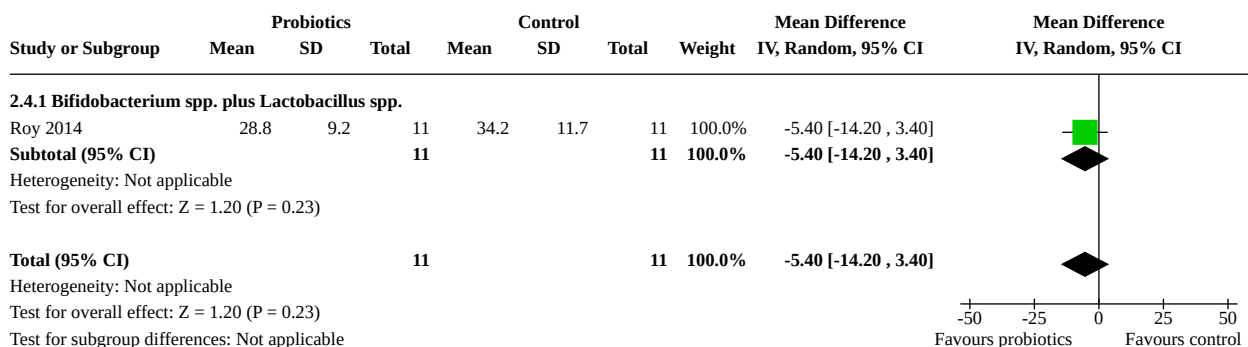 Probiotics Control Mean Difference Mean Difference
Study or Subgroup Mean SD Total Mean SD Total Weight IV, Random, 95% CI IV, Random, 95% CI
2.4.1 Bifidobacterium spp. plus Lactobacillus spp.
Roy 2014 28.8 9.2 11 34.2 11.7 11 100.0% -5.40 [-14.20 , 3.40]
Subtotal (95% CI) 11 11 100.0% -5.40 [-14.20 , 3.40]
Heterogeneity: Not applicable
Test for overall effect: Z = 1.20 (P = 0.23)
Total (95% CI) 11 11 100.0% -5.40 [-14.20 , 3.40]
Heterogeneity: Not applicable
Test for overall effect: Z = 1.20 (P = 0.23)
-50 -25 0 25 50
Test for subgroup differences: Not applicable Favours probiotics Favours control